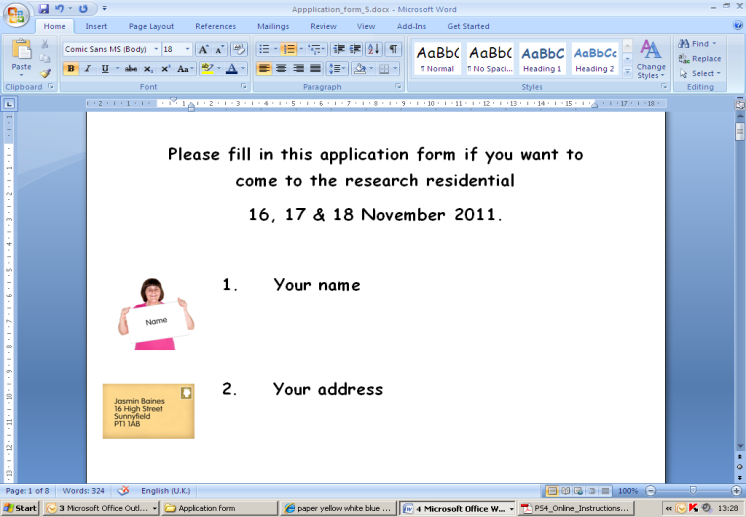 Appplication_form_5.docx - Microsoft Word
Home Insert Page Layout References Mailings Review View Add-Ins Get Started
Paste
Comic Sans MS (Body) 18
B I U abc x₂ x² Aa
AaBbC AaBbC AaBbC AaBbCc
¶ Normal ¶ No Spaci... Heading 1 Heading 2
Change Styles
Find
Replace
Select
Clipboard Font Paragraph Styles Editing
Please fill in this application form if you want to
come to the research residential
16, 17 & 18 November 2011.
Name
1. Your name
Jasmin Baines
16 High Street
Sunnyfield
PT1 1AB
2. Your address
Page: 1 of 8 Words: 324 English (U.K.) 100%
Start 3 Microsoft Office Outl... Application form paper yellow white blue ... 4 Microsoft Office W... PS4_Online_Instructions... 13:28